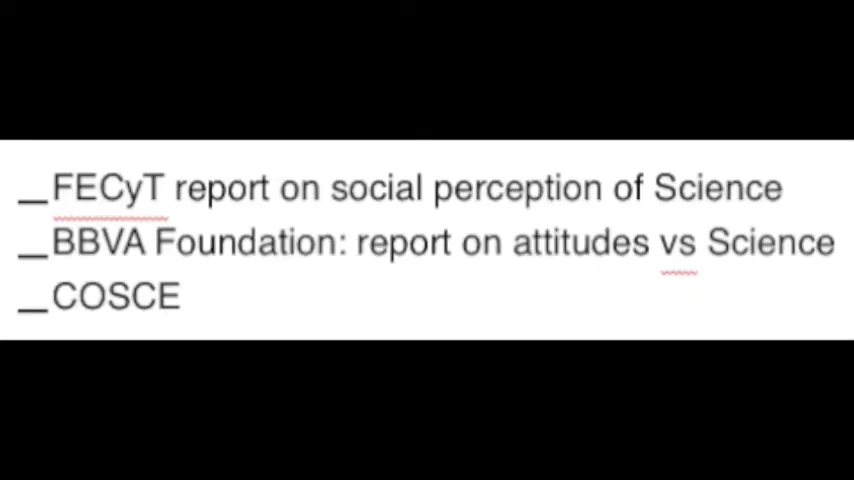 _FECyT report on social perception of Science
_BBVA Foundation: report on attitudes vs Science
_COSCE